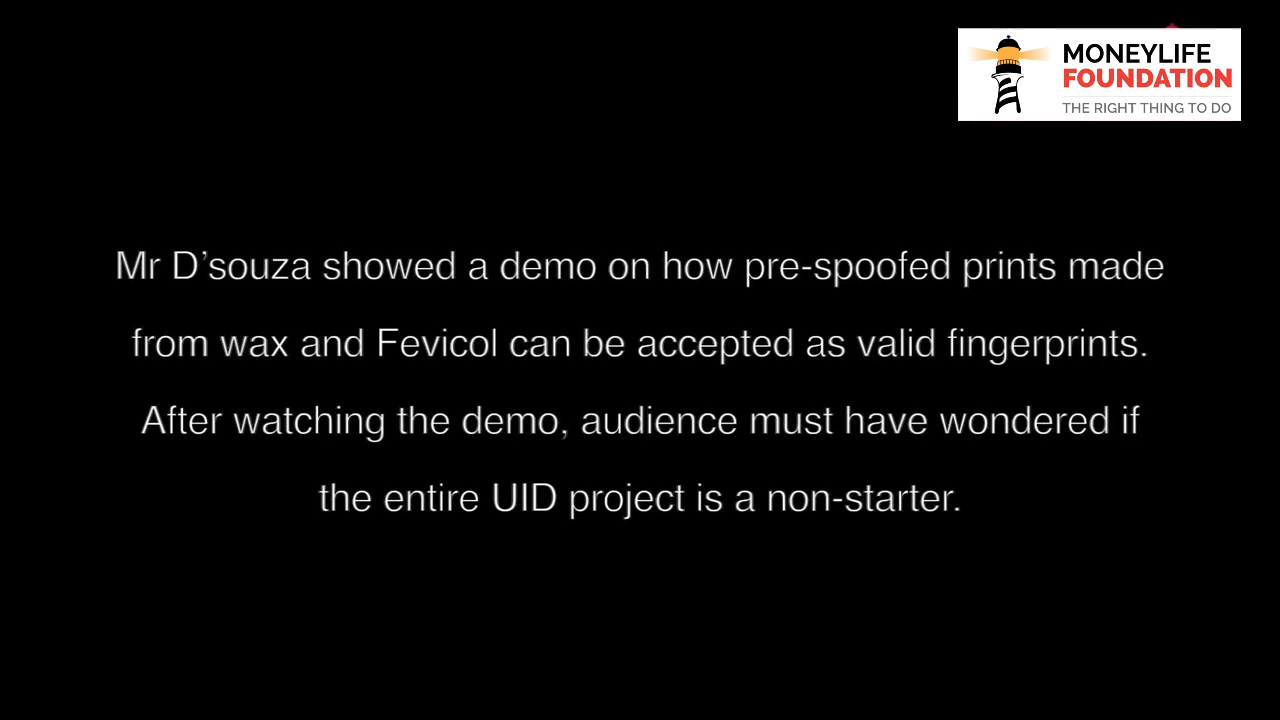 MONEYLIFE
FOUNDATION
THE RIGHT THING TO DO
Mr D’souza showed a demo on how pre-spoofed prints made
from wax and Fevicol can be accepted as valid fingerprints.
After watching the demo, audience must have wondered if
the entire UID project is a non-starter.